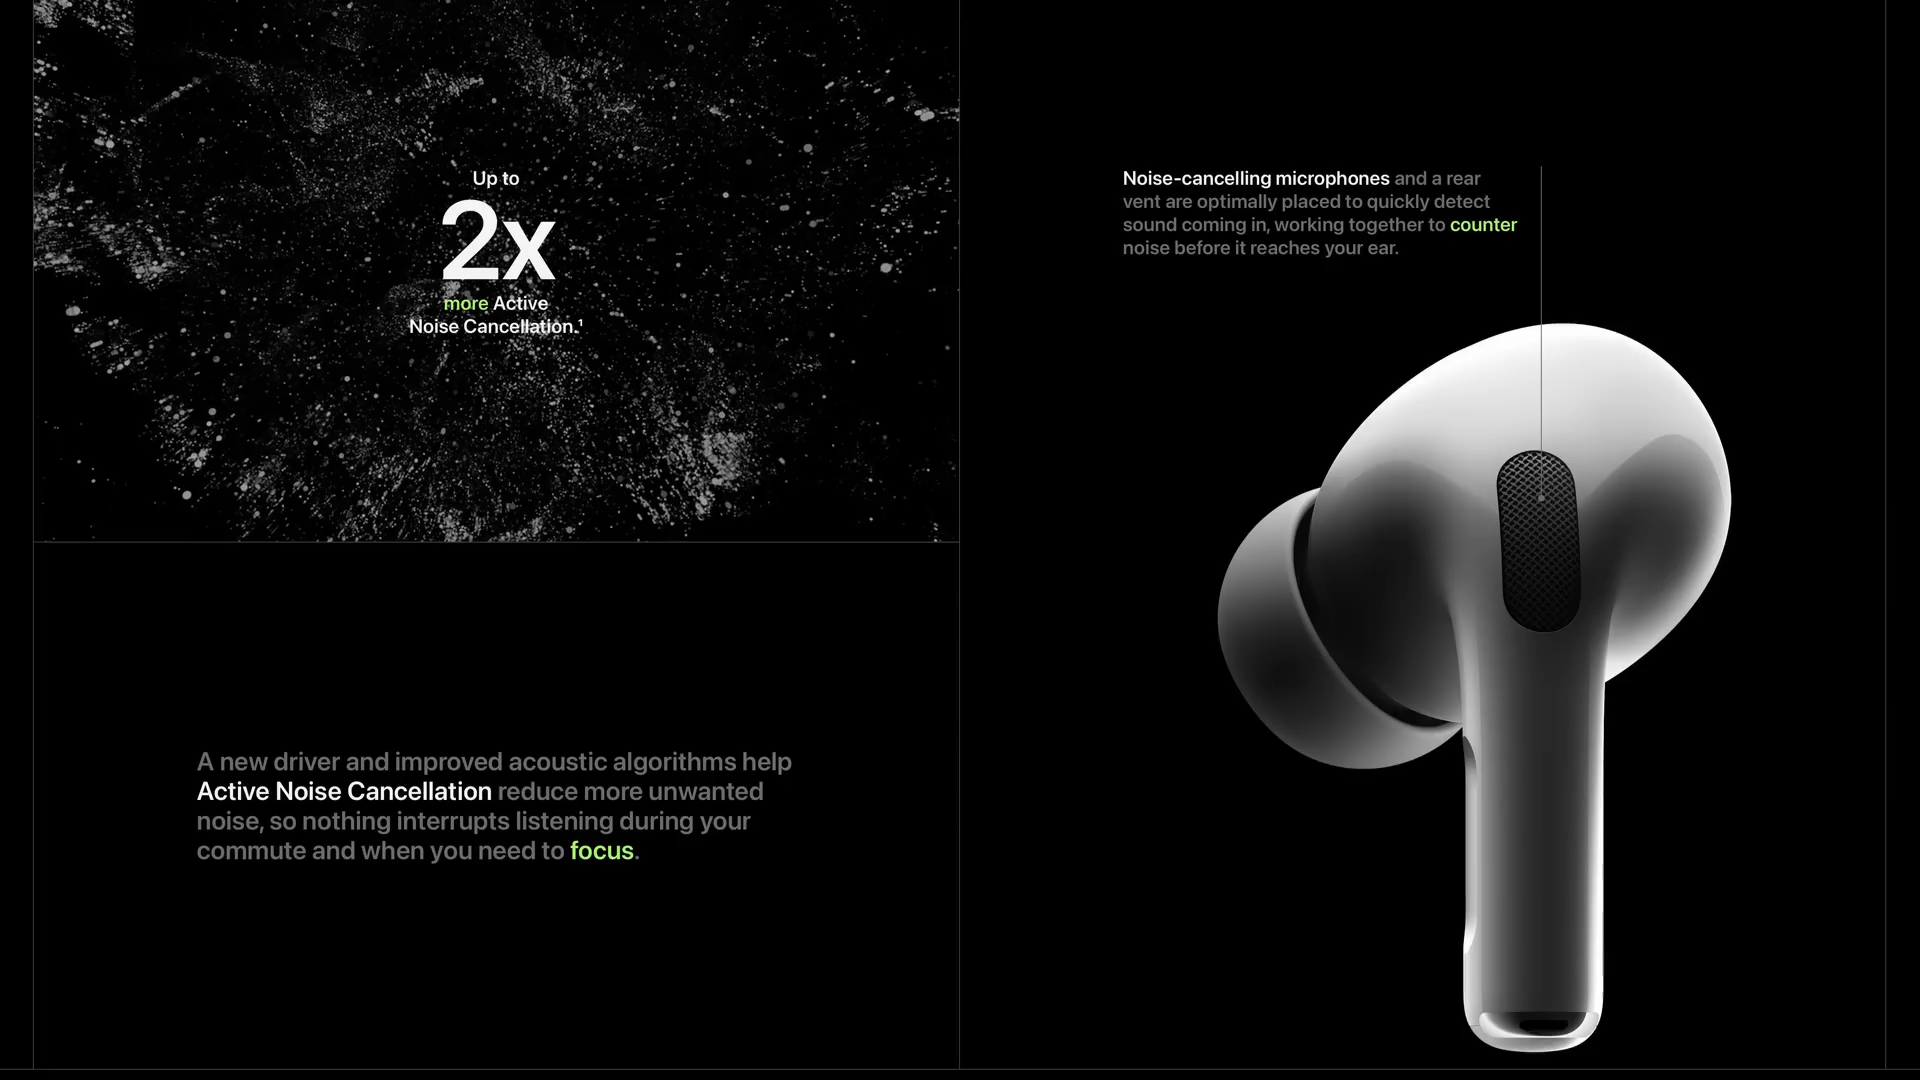 Up to
2x
more Active
Noise Cancellation.¹
A new driver and improved acoustic algorithms help
Active Noise Cancellation reduce more unwanted
noise, so nothing interrupts listening during your
commute and when you need to focus.
Noise-cancelling microphones and a rear
vent are optimally placed to quickly detect
sound coming in, working together to counter
noise before it reaches your ear.